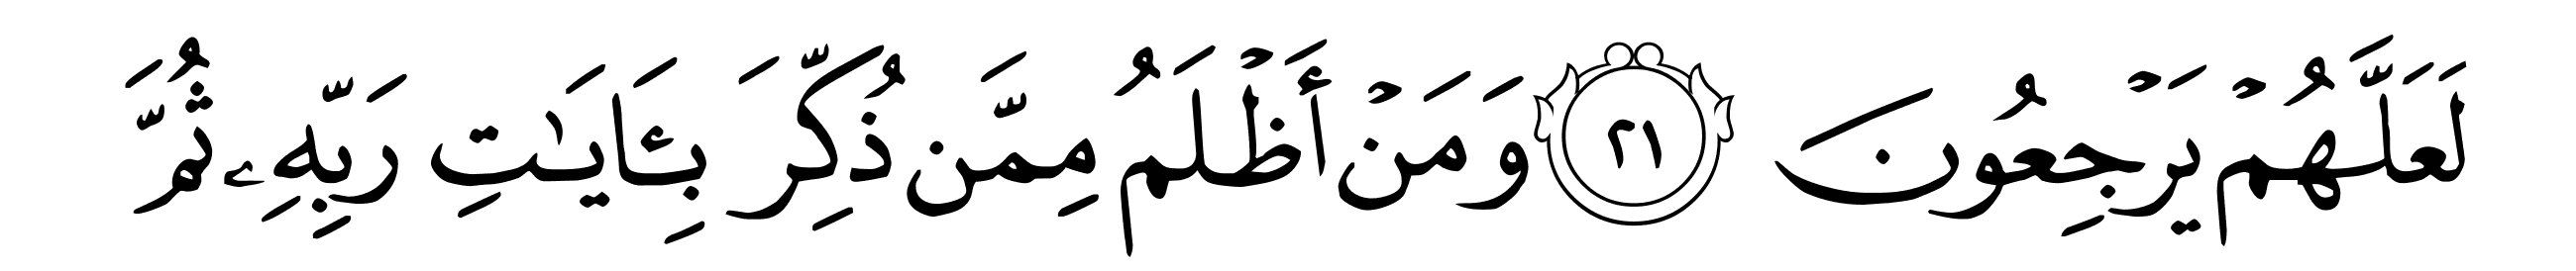 لَعَلَّهُمْ يَرْجِعُونَ ٢١ وَمَنْ أَظْلَمُ مِمَّن ذُكِّرَ بِـَٔايَـٰتِ رَبِّهِۦ ثُمَّ